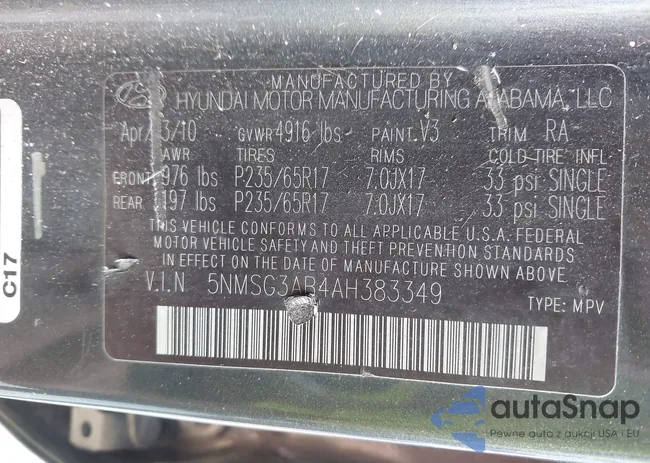 MANUFACTURED BY
HYUNDAI MOTOR MANUFACTURING ALABAMA, LLC
Apr 3/10 GVWR 4916 lbs PAINT. V3 TRIM RA
TIRES RIMS COLD TIRE INFL
FRONT 976 lbs P235/65R17 7.0JX17 33 psi SINGLE
REAR 197 lbs P235/65R17 7.0JX17 33 psi SINGLE
THIS VEHICLE CONFORMS TO ALL APPLICABLE U.S.A. FEDERAL
MOTOR VEHICLE SAFETY AND THEFT PREVENTION STANDARDS
IN EFFECT ON THE DATE OF MANUFACTURE SHOWN ABOVE.
V.I.N 5NMSG3AB4AH383349
TYPE: MPV
C17
autaSnap
Pewne auta z aukcji USA i EU